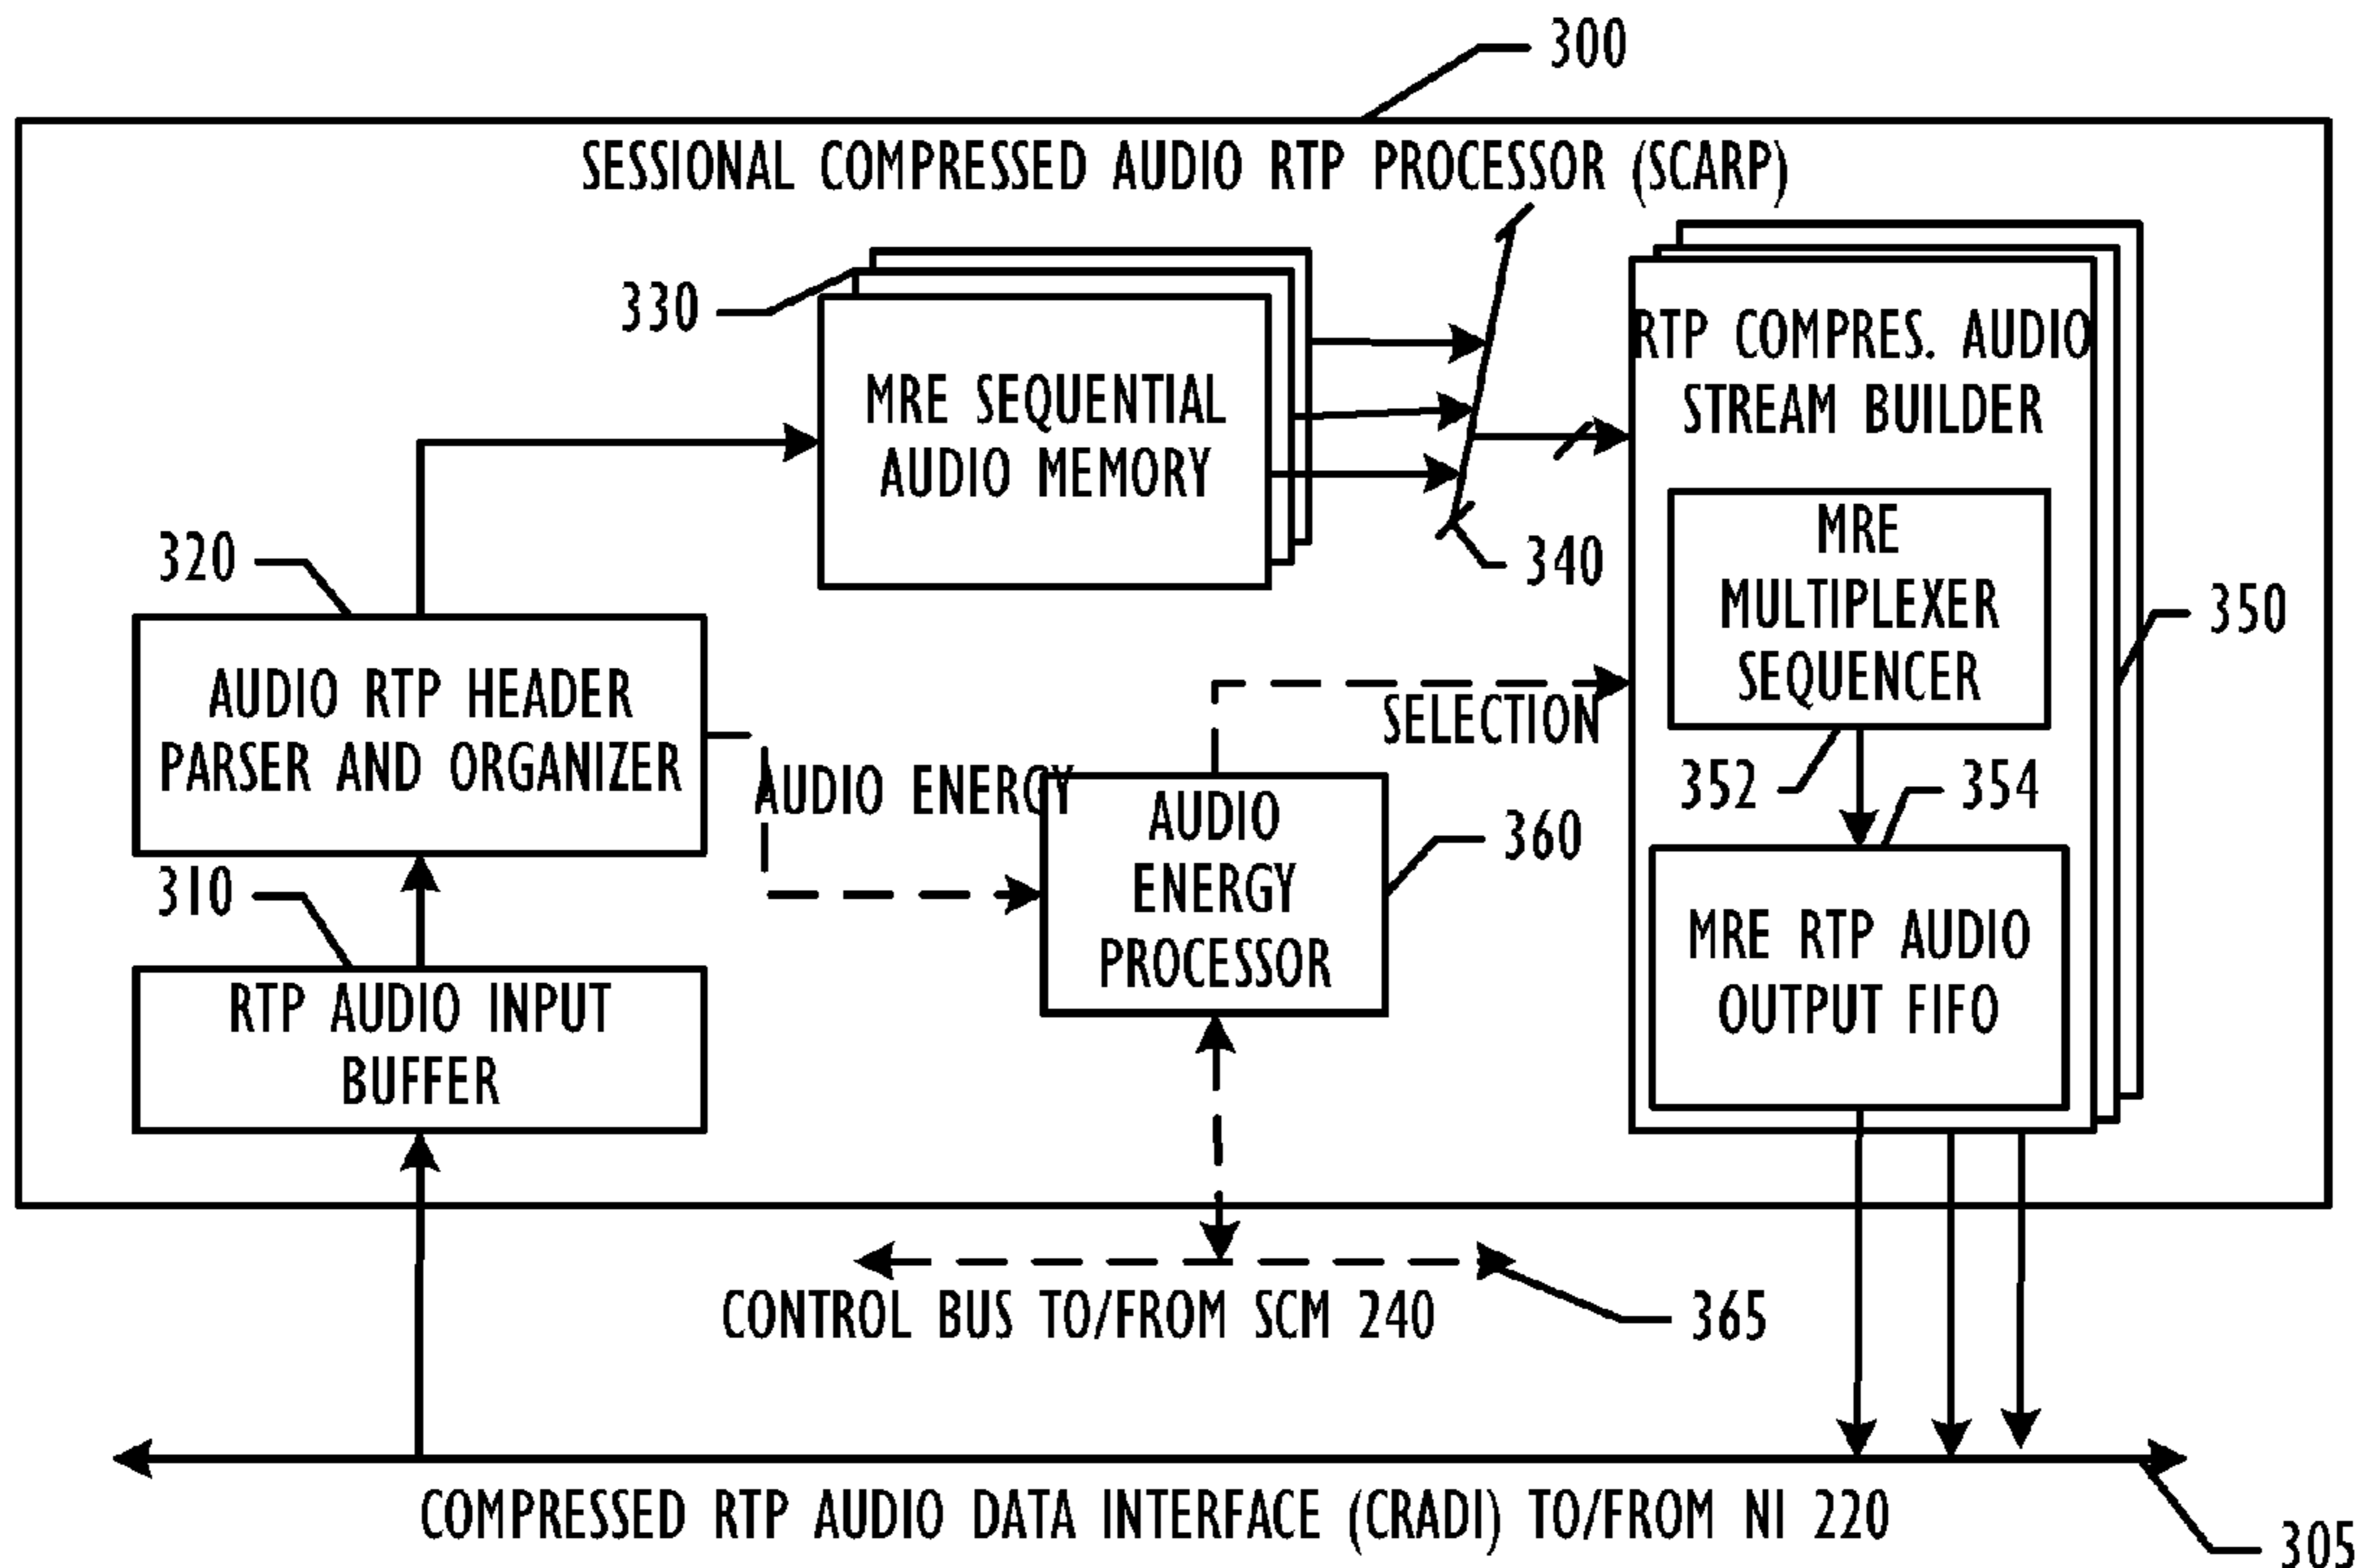 300
SESSIONAL COMPRESSED AUDIO RTP PROCESSOR (SCARP)
330
MRE SEQUENTIAL
AUDIO MEMORY
340
RTP COMPRES. AUDIO
STREAM BUILDER
MRE
MULTIPLEXER
SEQUENCER
350
352
354
MRE RTP AUDIO
OUTPUT FIFO
320
AUDIO RTP HEADER
PARSER AND ORGANIZER
AUDIO ENERGY
SELECTION
AUDIO
ENERGY
PROCESSOR
360
310
RTP AUDIO INPUT
BUFFER
CONTROL BUS TO/FROM SCM 240
365
COMPRESSED RTP AUDIO DATA INTERFACE (CRADI) TO/FROM NI 220
305